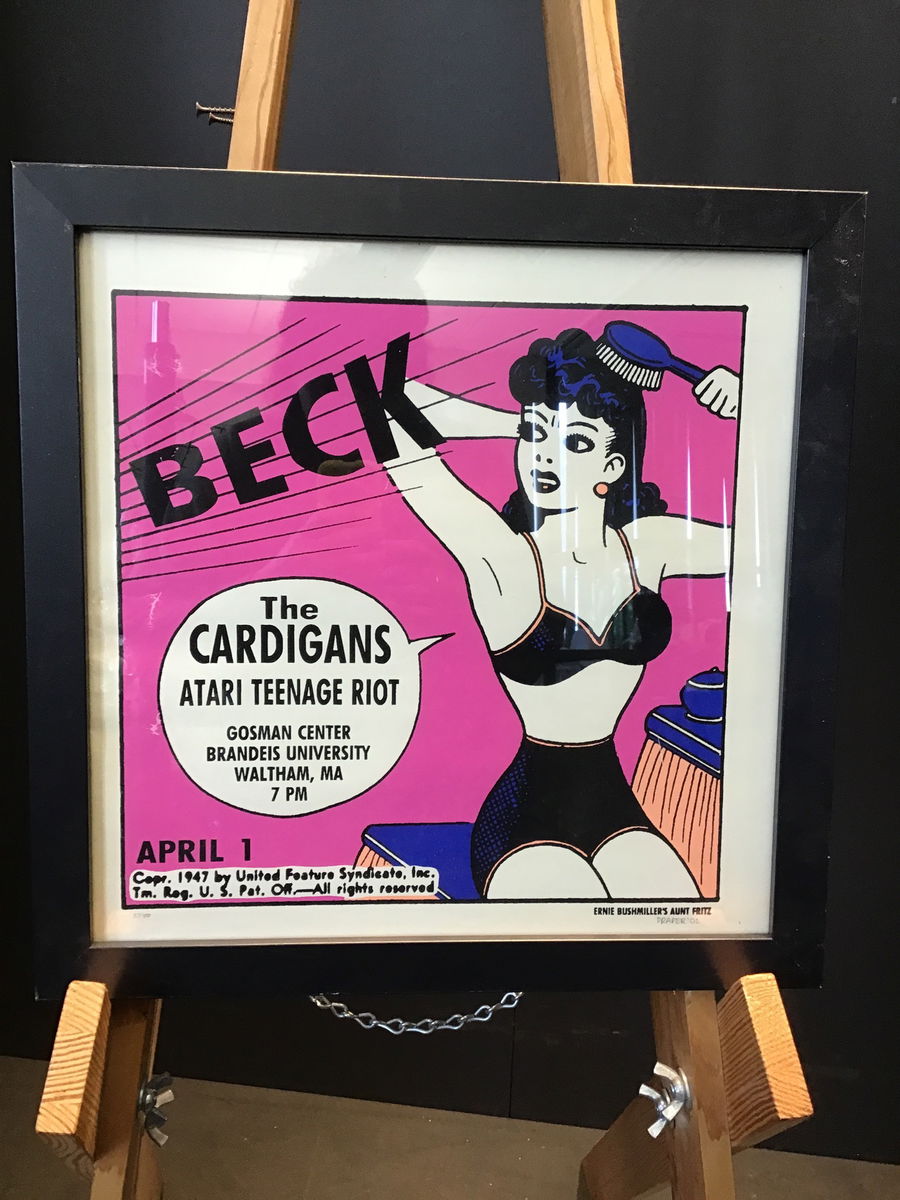 BECK
The
CARDIGANS
ATARI TEENAGE RIOT
GOSMAN CENTER
BRANDEIS UNIVERSITY
WALTHAM, MA
7 PM
APRIL 1
Copr. 1947 by United Feature Syndicate, Inc.
Tm. Reg. U. S. Pat. Off.—All rights reserved
ERNIE BUSHMILLER'S AUNT FRITZ